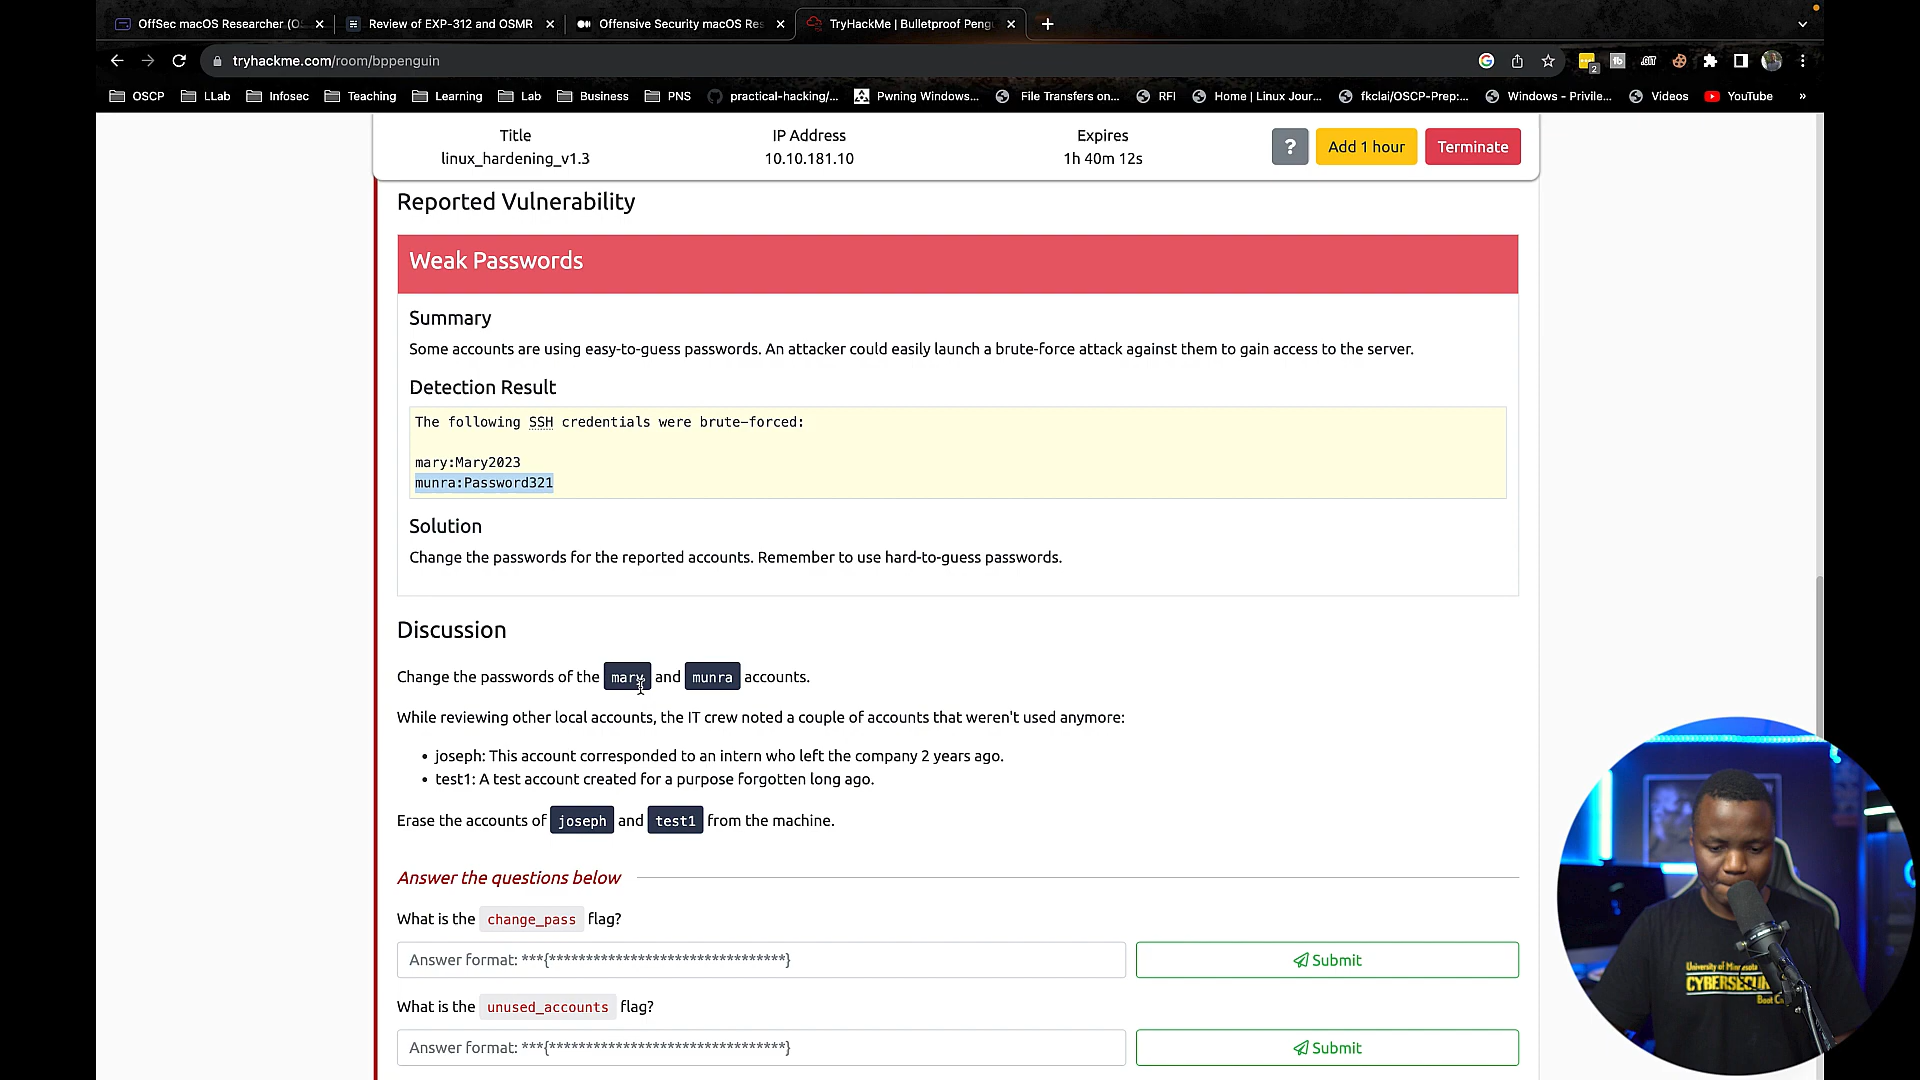 OffSec macOS Researcher (O
Review of EXP-312 and OSMR
Offensive Security macOS Res
TryHackMe | Bulletproof Pengu
tryhackme.com/room/bppenguin
2
OSCP
LLab
Infosec
Teaching
Learning
Lab
Business
PNS
practical-hacking/...
Pwning Windows...
File Transfers on...
RFI
Home | Linux Jour...
fkclai/OSCP-Prep:...
Windows - Privile...
Videos
YouTube
»
Title
linux_hardening_v1.3
IP Address
10.10.181.10
Expires
1h 40m 12s
?
Add 1 hour
Terminate
Reported Vulnerability
Weak Passwords
Summary
Some accounts are using easy-to-guess passwords. An attacker could easily launch a brute-force attack against them to gain access to the server.
Detection Result
The following SSH credentials were brute-forced:
mary:Mary2023
munra:Password321
Solution
Change the passwords for the reported accounts. Remember to use hard-to-guess passwords.
Discussion
Change the passwords of the mary and munra accounts.
While reviewing other local accounts, the IT crew noted a couple of accounts that weren't used anymore:
• joseph: This account corresponded to an intern who left the company 2 years ago.
• test1: A test account created for a purpose forgotten long ago.
Erase the accounts of joseph and test1 from the machine.
Answer the questions below
What is the change_pass flag?
Answer format: ***{********************************}
Submit
What is the unused_accounts flag?
Answer format: ***{********************************}
Submit
University of Minnesota
CYBERSECU
Boot C